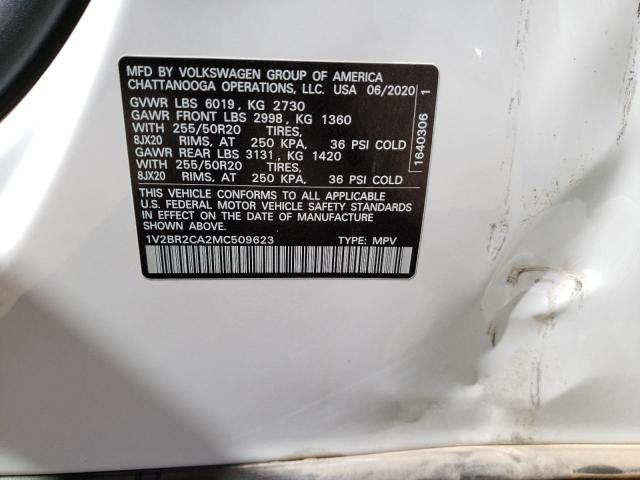 MFD BY VOLKSWAGEN GROUP OF AMERICA
CHATTANOOGA OPERATIONS, LLC. USA 06/2020
GVWR LBS 6019, KG 2730
GAWR FRONT LBS 2998, KG 1360
WITH 255/50R20 TIRES,
8JX20 RIMS, AT 250 KPA, 36 PSI COLD
GAWR REAR LBS 3131, KG 1420
WITH 255/50R20 TIRES,
8JX20 RIMS, AT 250 KPA, 36 PSI COLD
THIS VEHICLE CONFORMS TO ALL APPLICABLE
U.S. FEDERAL MOTOR VEHICLE SAFETY STANDARDS
IN EFFECT ON THE DATE OF MANUFACTURE
SHOWN ABOVE.
1V2BR2CA2MC509623 TYPE: MPV
1640306 1